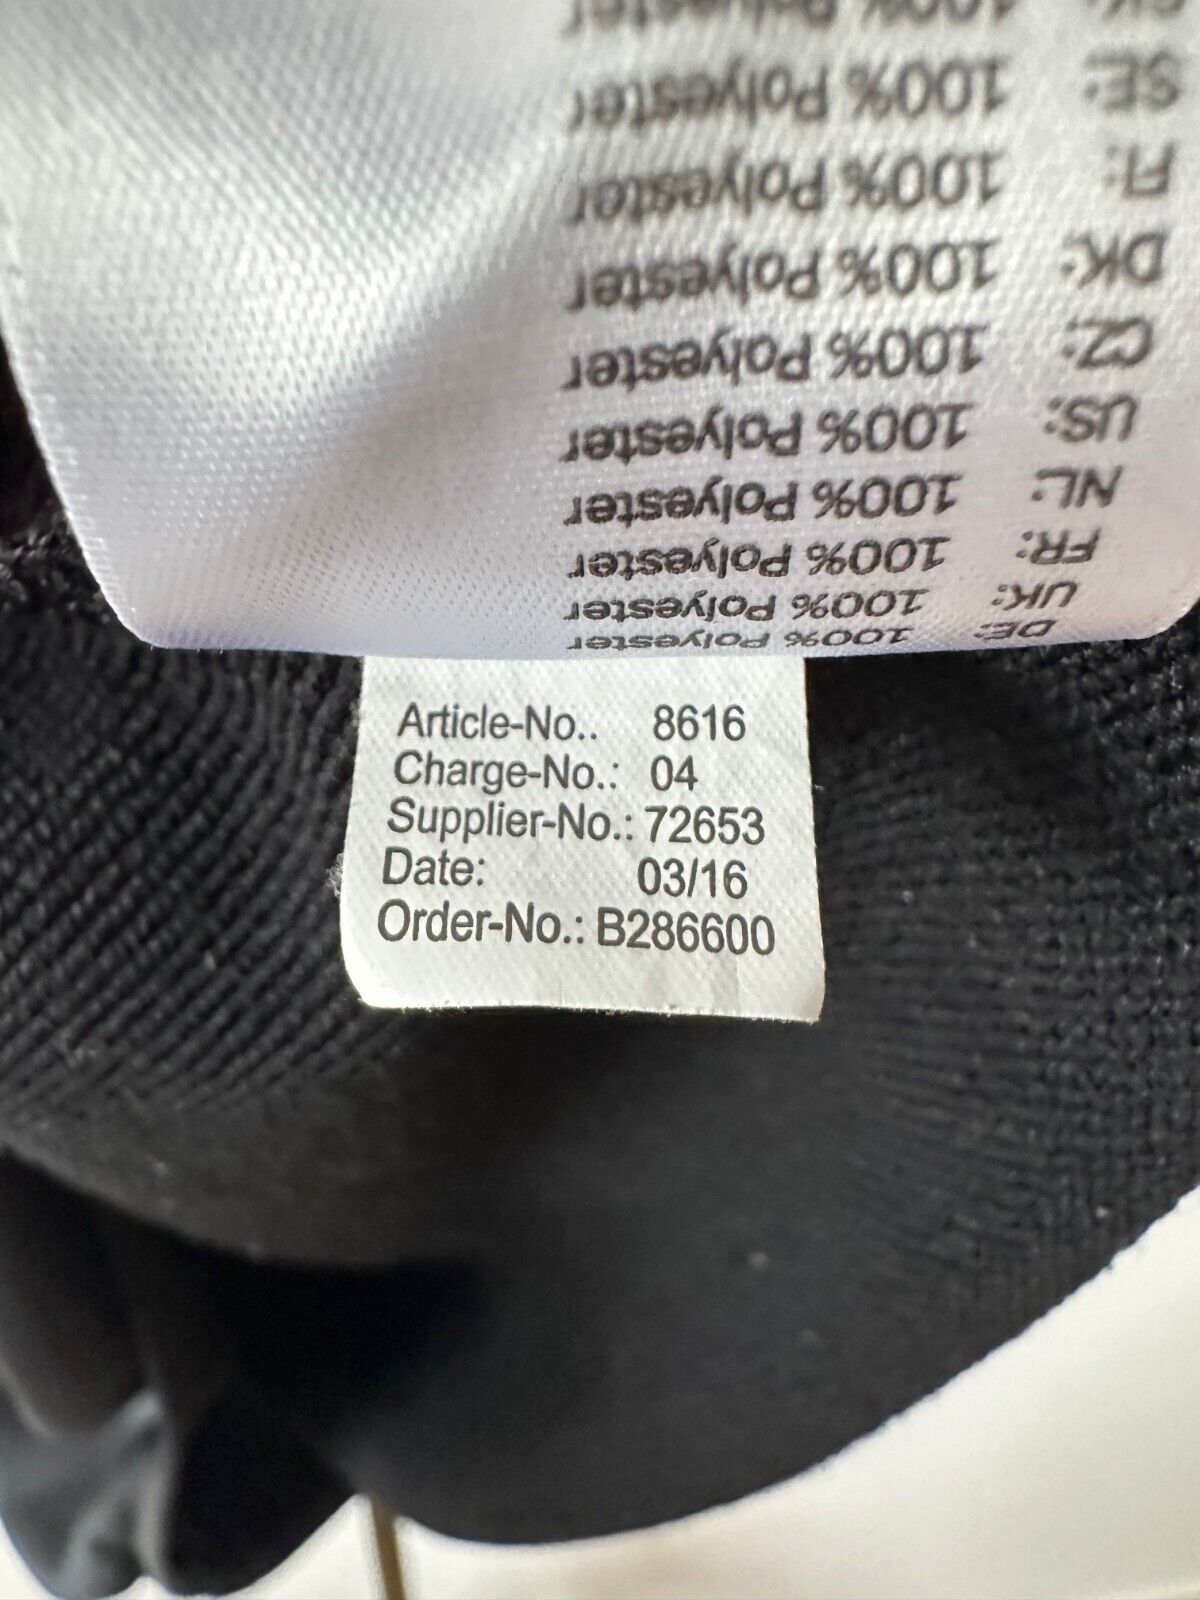 DE: 100% Polyester
UK: 100% Polyester
FR: 100% Polyester
NL: 100% Polyester
US: 100% Polyester
CZ: 100% Polyester
DK: 100% Polyester
FI: 100% Polyester
SE: 100% Polyester
100% Polyester
Article-No.. 8616
Charge-No.: 04
Supplier-No.: 72653
Date: 03/16
Order-No.: B286600